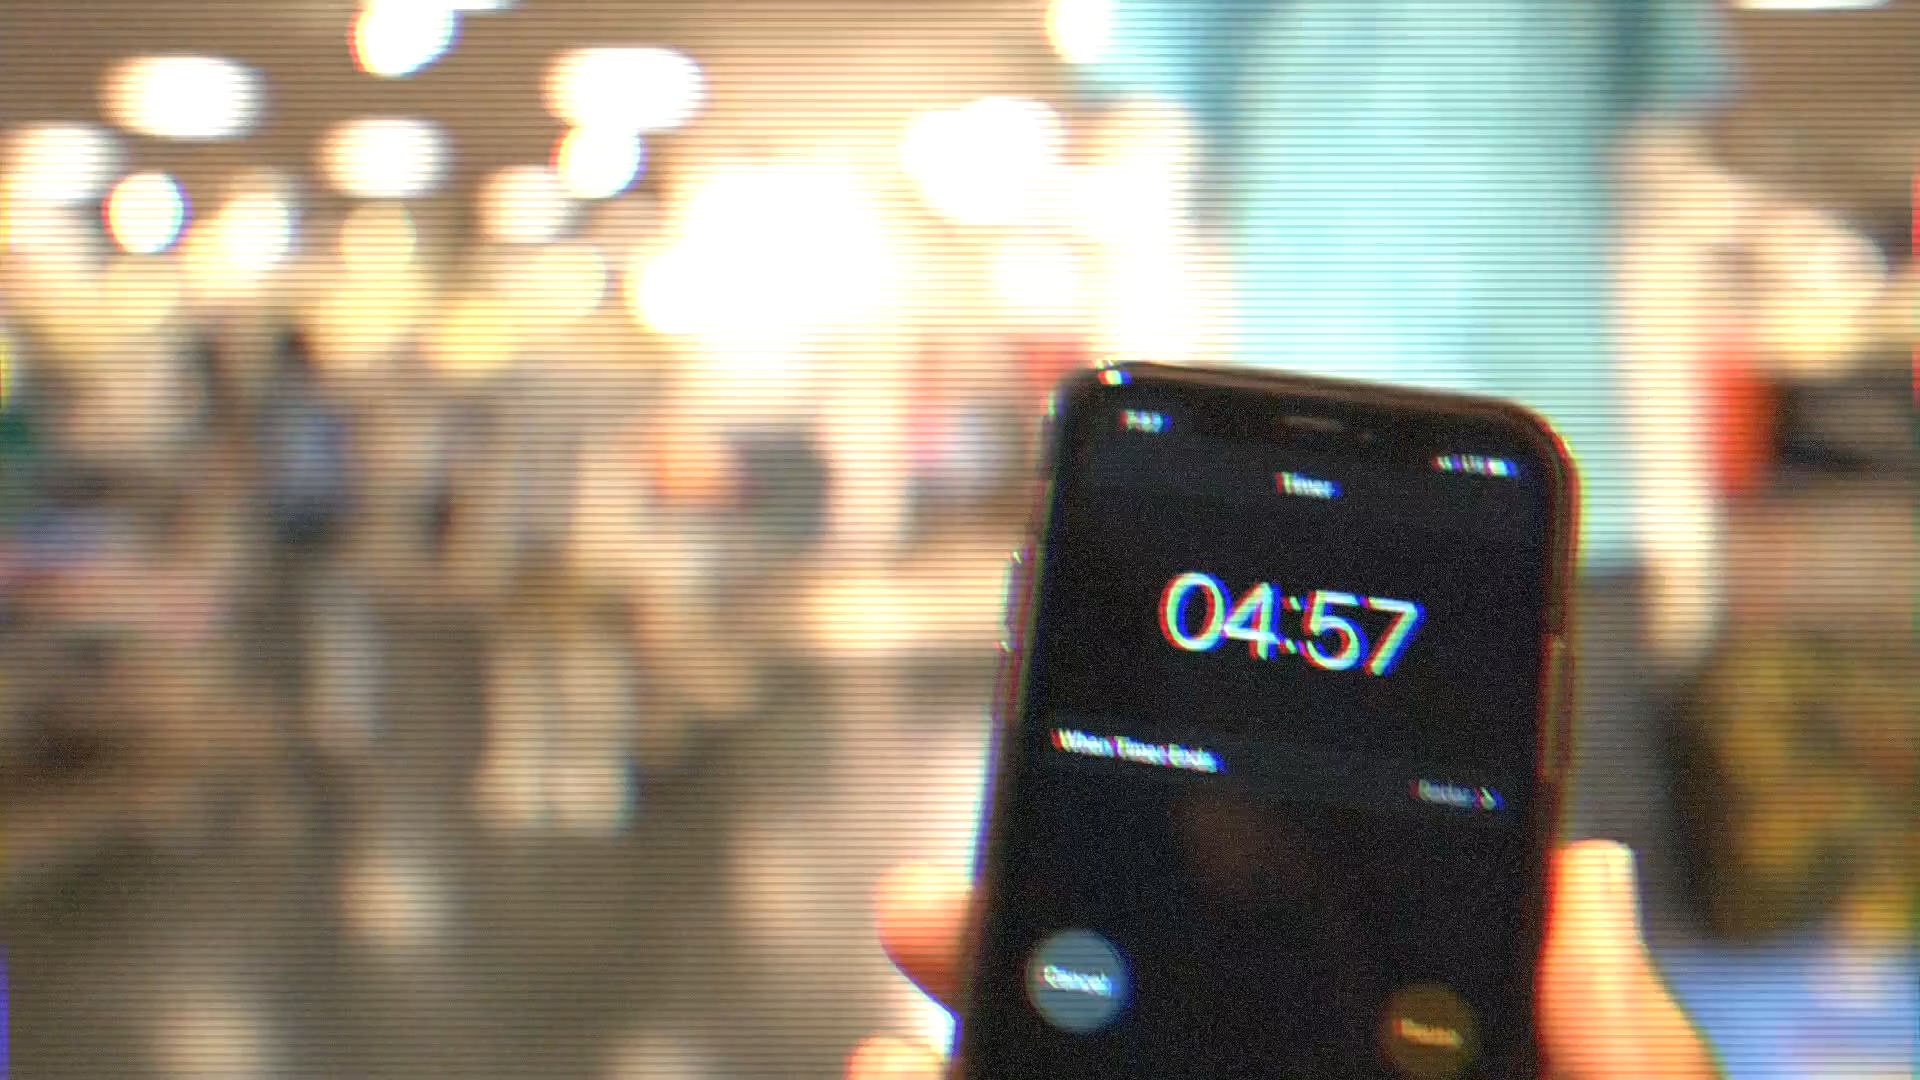 Timer
04:57
When Timer Ends
Radar >
Cancel
Pause